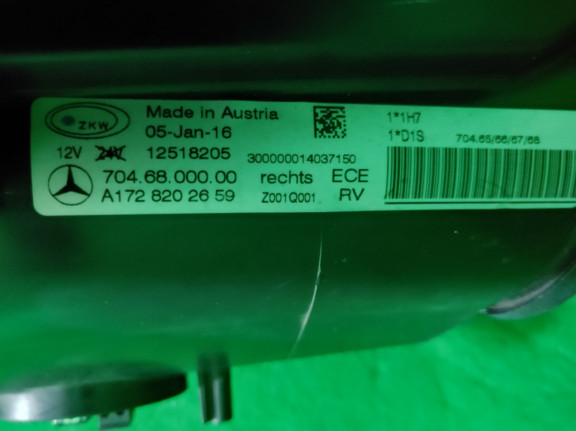 ZKW
Made in Austria
05-Jan-16
12V 24V 12518205
300000014037150
704.68.000.00 rechts ECE
A172 820 26 59 Z001Q001 RV
1*1H7
1*D1S 704.65/66/67/68